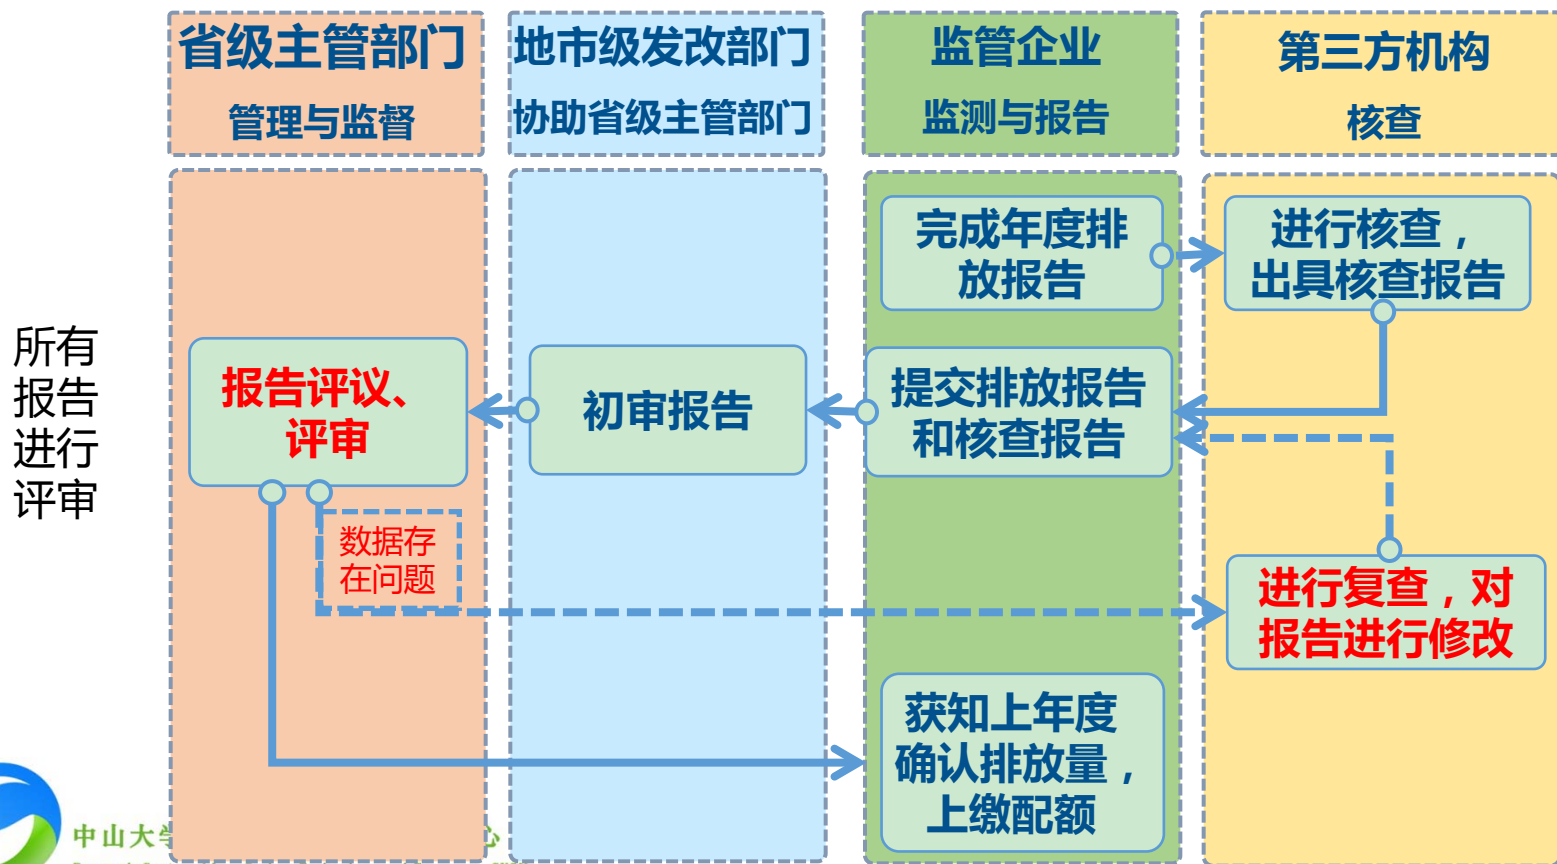 省级主管部门
管理与监督
地市级发改部门
协助省级主管部门
监管企业
监测与报告
第三方机构
核查
所有
报告
进行
评审
完成年度排
放报告
进行核查，
出具核查报告
报告评议、
评审
初审报告
提交排放报告
和核查报告
数据存
在问题
进行复查，对
报告进行修改
获知上年度
确认排放量，
上缴配额
中山大学
心